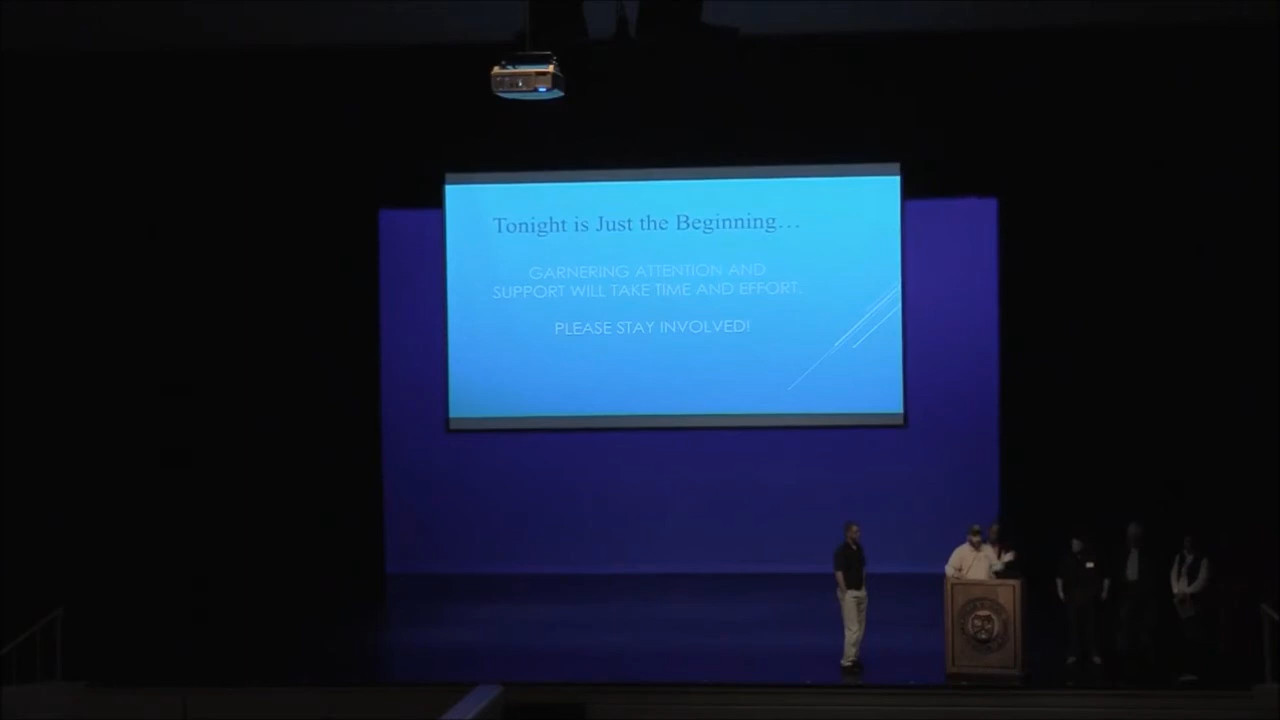 Tonight is Just the Beginning...
GARNERING ATTENTION AND
SUPPORT WILL TAKE TIME AND EFFORT.
PLEASE STAY INVOLVED!